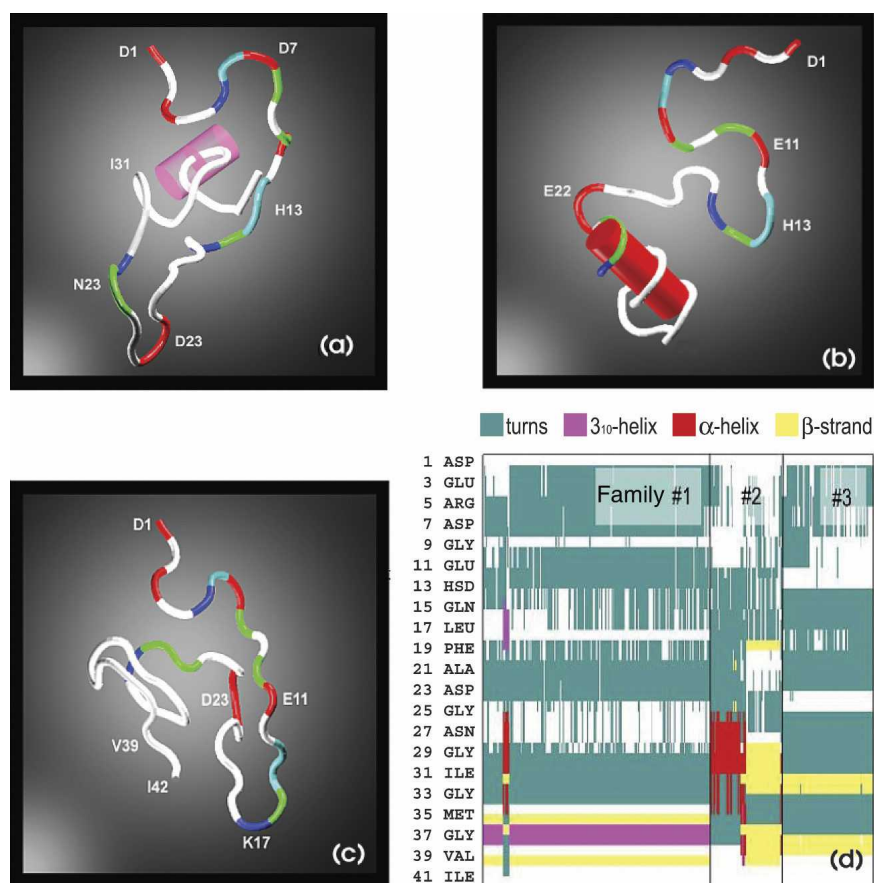 D1
D7
I31
H13
N23
D23
(a)
D1
E11
E22
H13
(b)
turns
3₁₀-helix
α-helix
β-strand
D1
D23
E11
V39
I42
K17
(c)
1 ASP
3 GLU
5 ARG
7 ASP
9 GLY
11 GLU
13 HSD
15 GLN
17 LEU
19 PHE
21 ALA
23 ASP
25 GLY
27 ASN
29 GLY
31 ILE
33 GLY
35 MET
37 GLY
39 VAL
41 ILE
Family #1
#2
#3
(d)